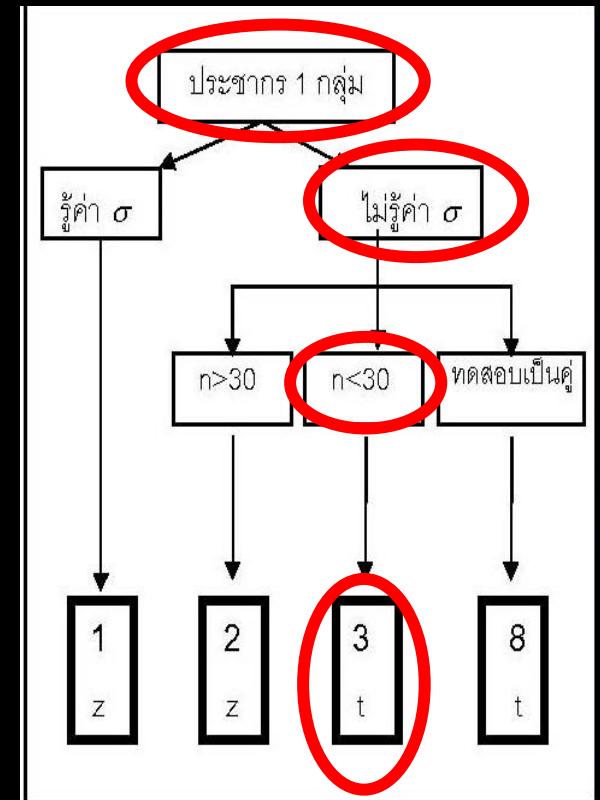 ประชากร 1 กลุ่ม
รู้ค่า σ
ไม่รู้ค่า σ
n>30
n<30
ทดสอบเป็นคู่
1
z
2
z
3
t
8
t